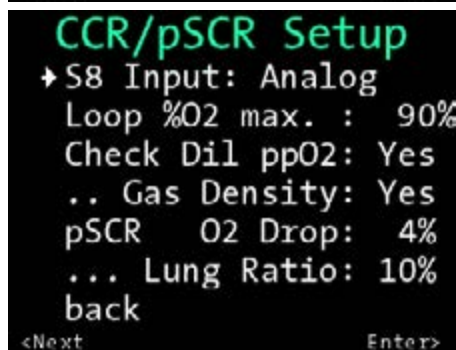 CCR/pSCR Setup
S8 Input: Analog
Loop %O2 max. : 90%
Check Dil ppO2: Yes
.. Gas Density: Yes
pSCR O2 Drop: 4%
... Lung Ratio: 10%
back
<Next Enter>